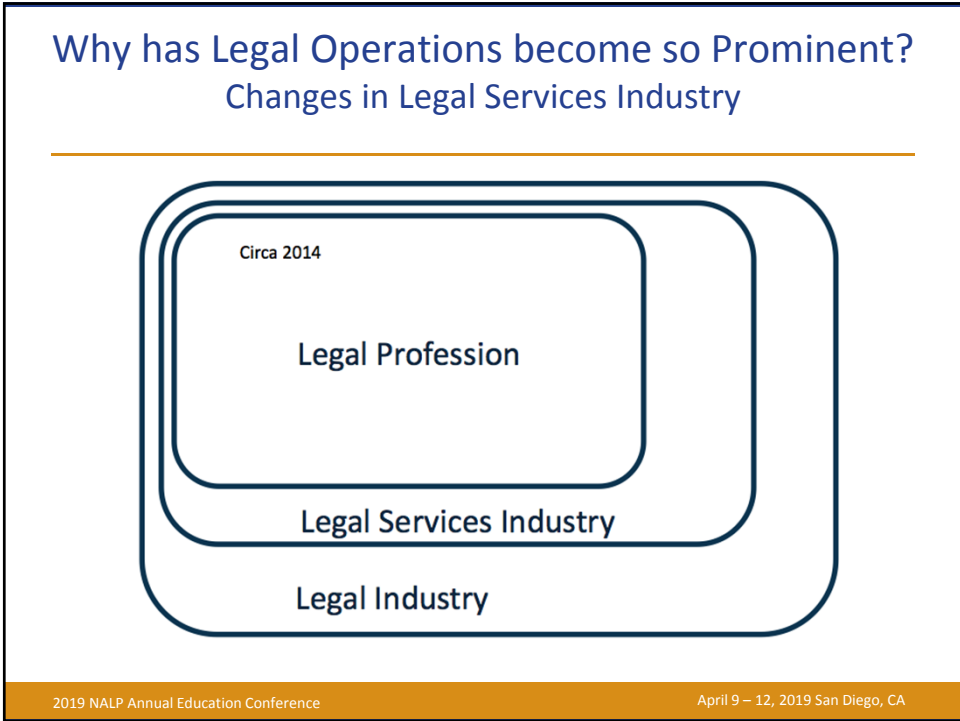 Why has Legal Operations become so Prominent?
Changes in Legal Services Industry
Circa 2014
Legal Profession
Legal Services Industry
Legal Industry
2019 NALP Annual Education Conference
April 9 – 12, 2019 San Diego, CA